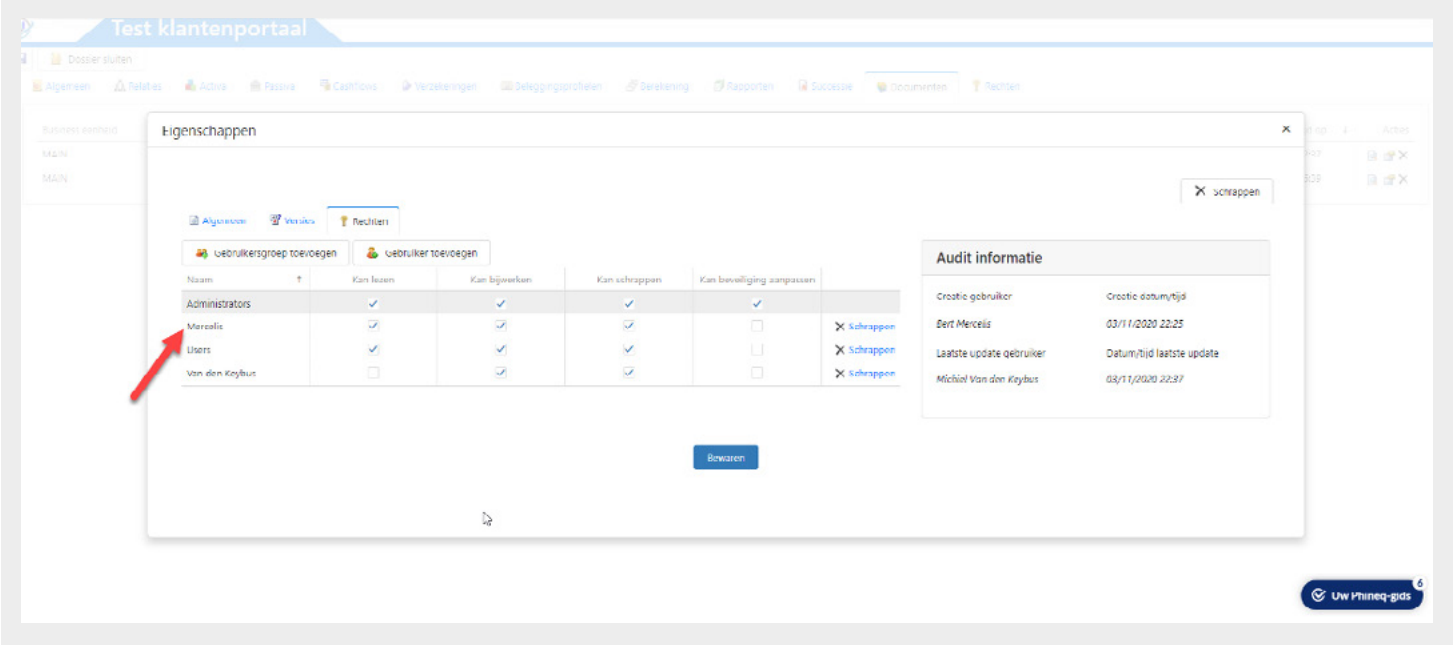 Test klantenportaal
Dossier sluiten
Algemeen Relaties Activa Passiva Cashflows Verzekeringen Beleggingsprofielen Berekening Rapporten Successie Documenten Rechten
Business eenheid Acties
MAIN
MAIN
Eigenschappen
Schrappen
Algemeen Versies Rechten
Gebruikersgroep toevoegen Gebruiker toevoegen
Naam Kan lezen Kan bijwerken Kan schrappen Kan beveiliging aanpassen
Administrators
Mercelis Schrappen
Users Schrappen
Van den Keybus Schrappen
Audit informatie
Creatie gebruiker Creatie datum/tijd
Bert Mercelis 03/11/2020 22:25
Laatste update gebruiker Datum/tijd laatste update
Michiel Van den Keybus 03/11/2020 22:37
Bewaren
6
Uw Phineq-gids